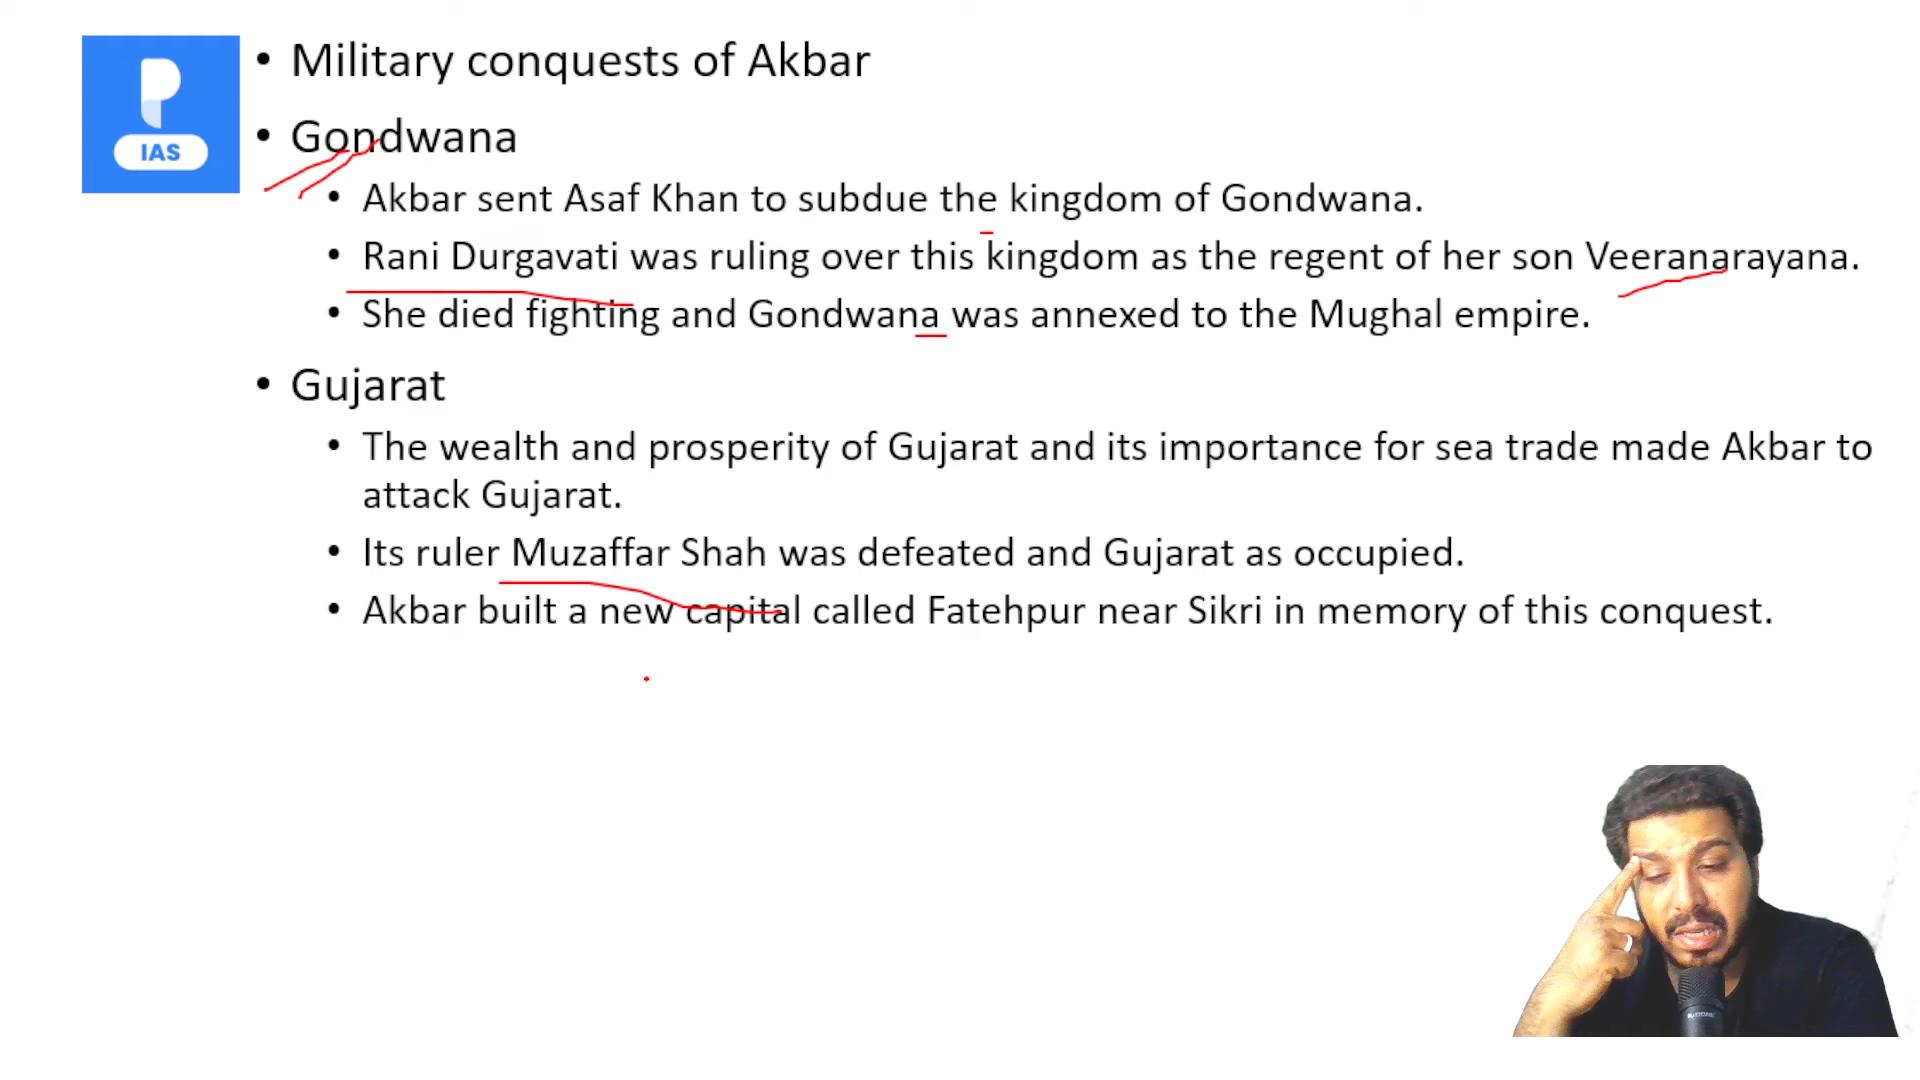 • Military conquests of Akbar
IAS
• Gondwana
• Akbar sent Asaf Khan to subdue the kingdom of Gondwana.
• Rani Durgavati was ruling over this kingdom as the regent of her son Veeranarayana.
• She died fighting and Gondwana was annexed to the Mughal empire.
• Gujarat
• The wealth and prosperity of Gujarat and its importance for sea trade made Akbar to
attack Gujarat.
• Its ruler Muzaffar Shah was defeated and Gujarat as occupied.
• Akbar built a new capital called Fatehpur near Sikri in memory of this conquest.